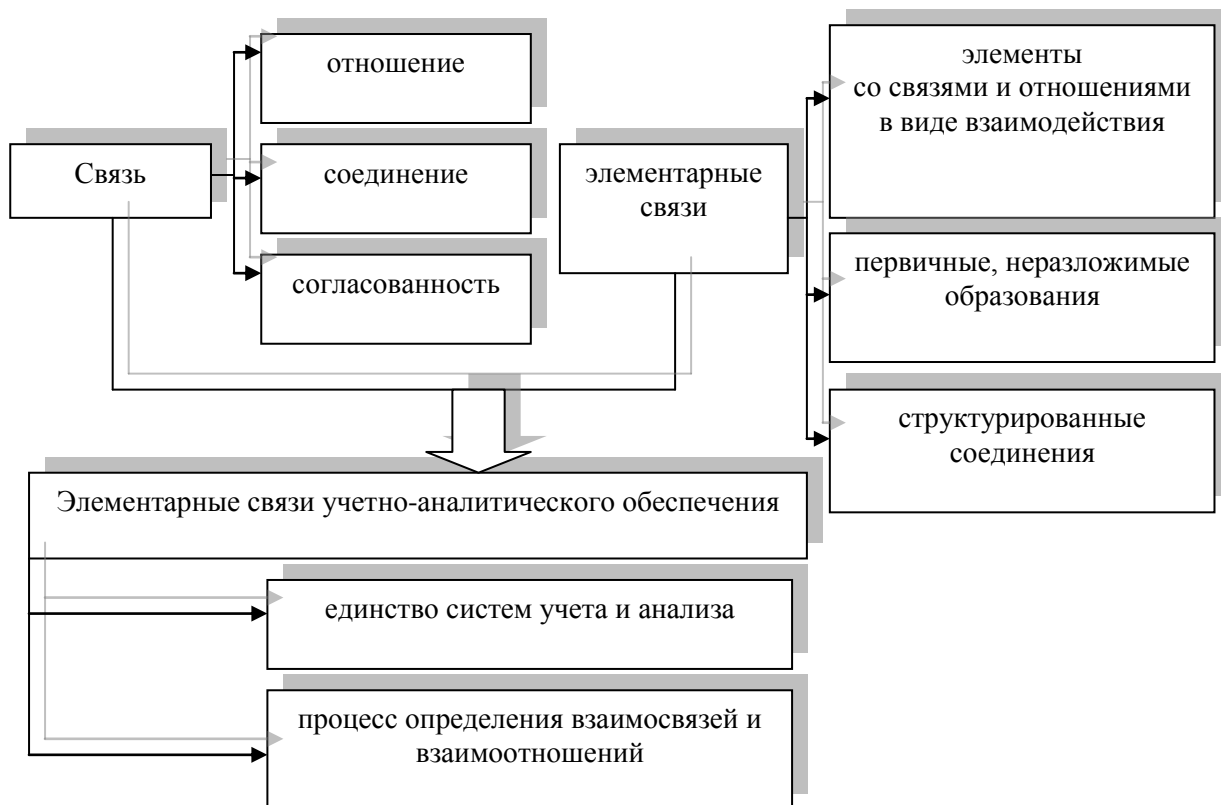 отношение
Связь
соединение
согласованность
элементарные
связи
элементы
со связями и отношениями
в виде взаимодействия
первичные, неразложимые
образования
структурированные
соединения
Элементарные связи учетно-аналитического обеспечения
единство систем учета и анализа
процесс определения взаимосвязей и
взаимоотношений